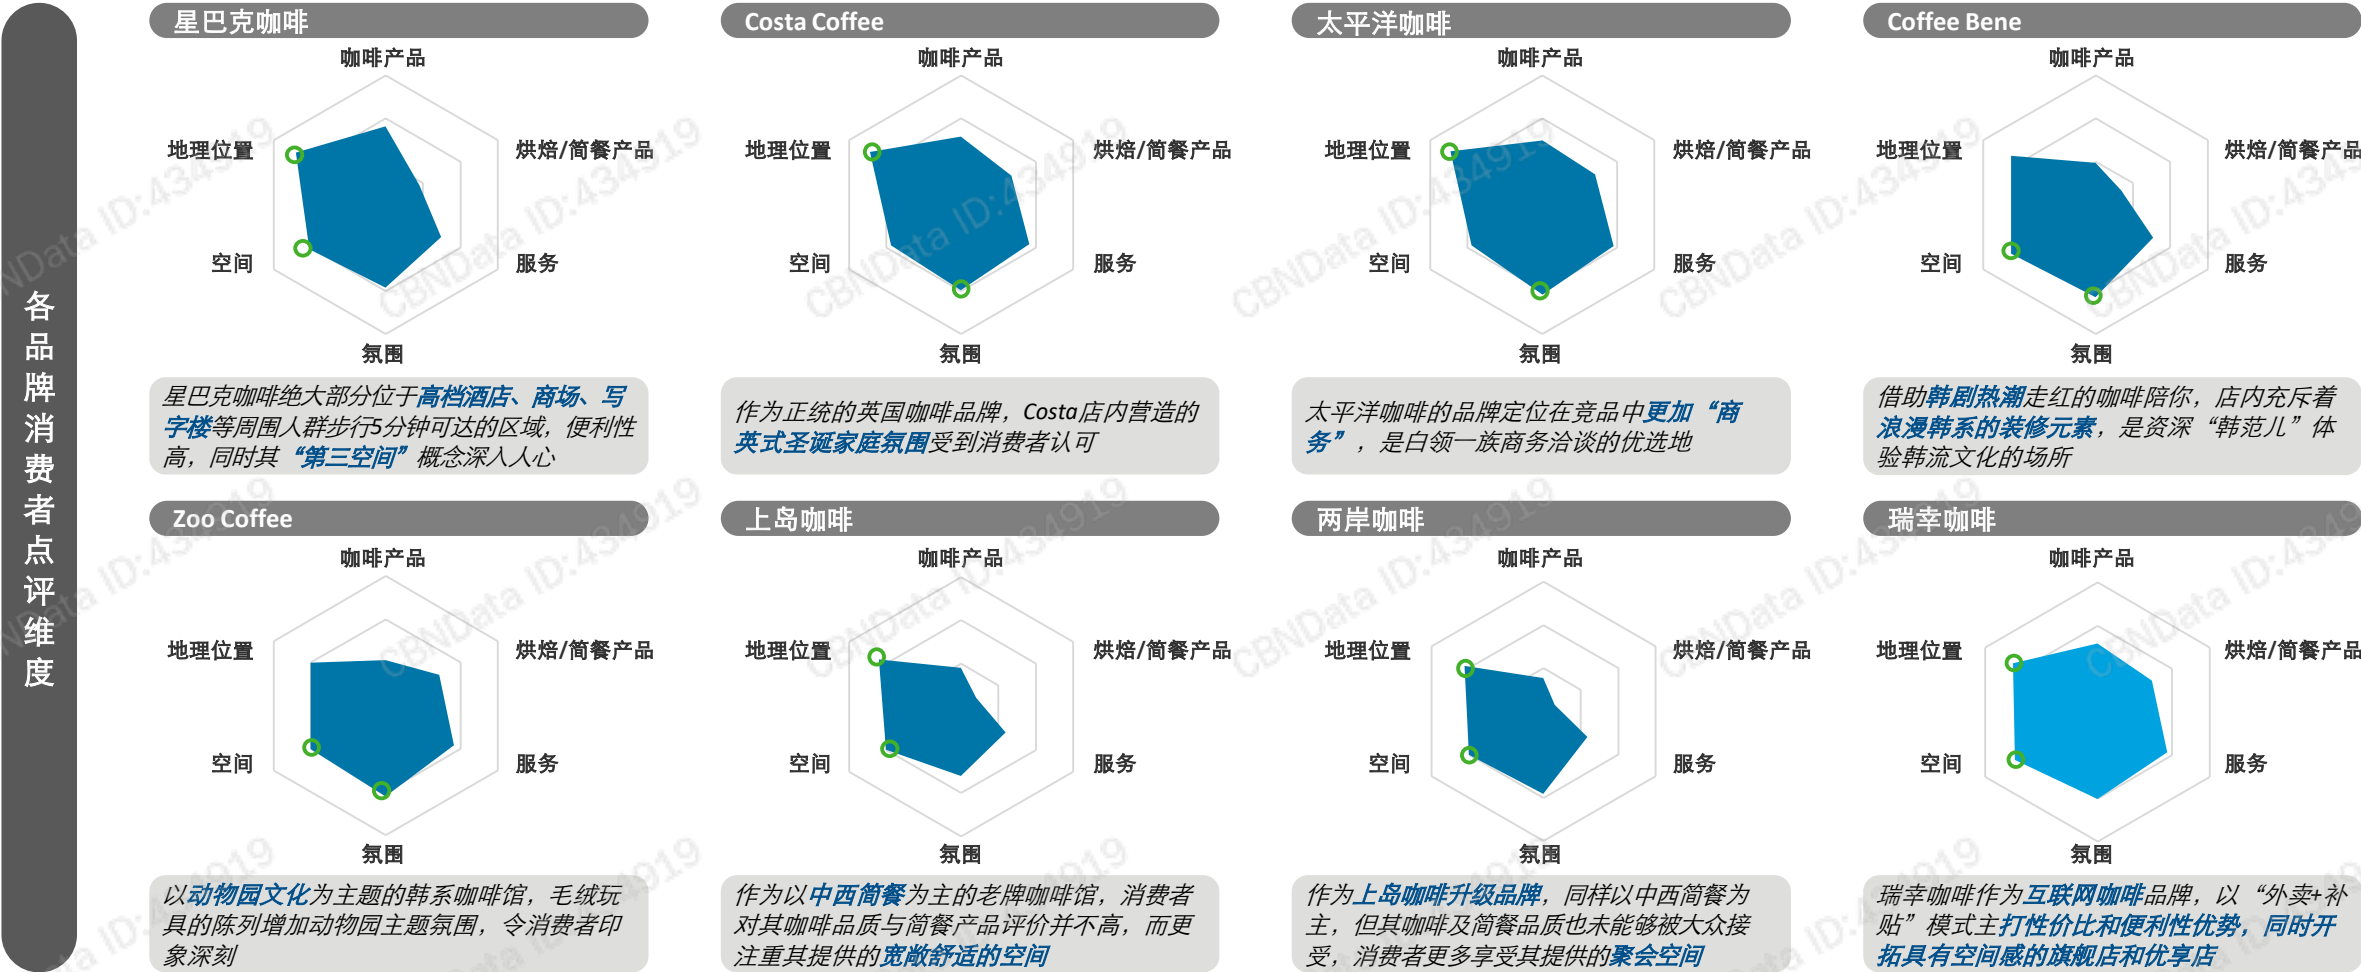 各品牌消费者点评维度
星巴克咖啡
咖啡产品
地理位置
烘焙/简餐产品
空间
服务
氛围
星巴克咖啡绝大部分位于高档酒店、商场、写
字楼等周围人群步行5分钟可达的区域，便利性
高，同时其“第三空间”概念深入人心
Costa Coffee
咖啡产品
地理位置
烘焙/简餐产品
空间
服务
氛围
作为正统的英国咖啡品牌，Costa店内营造的
英式圣诞家庭氛围受到消费者认可
太平洋咖啡
咖啡产品
地理位置
烘焙/简餐产品
空间
服务
氛围
太平洋咖啡的品牌定位在竞品中更加“商
务”，是白领一族商务洽谈的优选地
Coffee Bene
咖啡产品
地理位置
烘焙/简餐产品
空间
服务
氛围
借助韩剧热潮走红的咖啡陪你，店内充斥着
浪漫韩系的装修元素，是资深“韩范儿”体
验韩流文化的场所
Zoo Coffee
咖啡产品
地理位置
烘焙/简餐产品
空间
服务
氛围
以动物园文化为主题的韩系咖啡馆，毛绒玩
具的陈列增加动物园主题氛围，令消费者印
象深刻
上岛咖啡
咖啡产品
地理位置
烘焙/简餐产品
空间
服务
氛围
作为以中西简餐为主的老牌咖啡馆，消费者
对其咖啡品质与简餐产品评价并不高，而更
注重其提供的宽敞舒适的空间
两岸咖啡
咖啡产品
地理位置
烘焙/简餐产品
空间
服务
氛围
作为上岛咖啡升级品牌，同样以中西简餐为
主，但其咖啡及简餐品质也未能够被大众接
受，消费者更多享受其提供的聚会空间
瑞幸咖啡
咖啡产品
地理位置
烘焙/简餐产品
空间
服务
氛围
瑞幸咖啡作为互联网咖啡品牌，以“外卖+补
贴”模式主打性价比和便利性优势，同时开
拓具有空间感的旗舰店和优享店
CBNData ID:434919